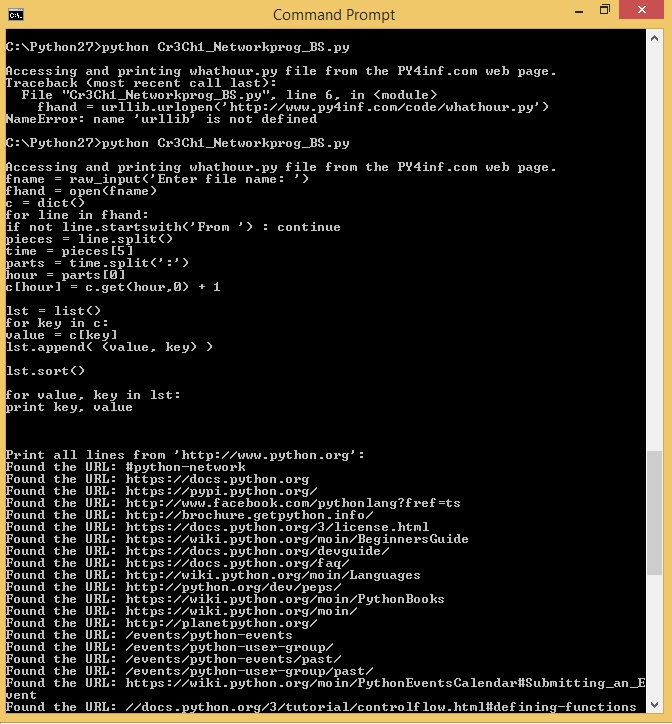 Command Prompt
C:\Python27>python Cr3Ch1_Networkprog_BS.py
Accessing and printing whathour.py file from the PY4inf.com web page.
Traceback (most recent call last):
File "Cr3Ch1_Networkprog_BS.py", line 6, in <module>
fhand = urllib.urlopen('http://www.py4inf.com/code/whathour.py')
NameError: name 'urllib' is not defined
C:\Python27>python Cr3Ch1_Networkprog_BS.py
Accessing and printing whathour.py file from the PY4inf.com web page.
fname = raw_input('Enter file name: ')
fhand = open(fname)
c = dict()
for line in fhand:
if not line.startswith('From ') : continue
pieces = line.split()
time = pieces[5]
parts = time.split(':')
hour = parts[0]
c[hour] = c.get(hour,0) + 1
lst = list()
for key in c:
value = c[key]
lst.append( (value, key) )
lst.sort()
for value, key in lst:
print key, value
Print all lines from 'http://www.python.org':
Found the URL: #python-network
Found the URL: https://docs.python.org
Found the URL: https://pypi.python.org/
Found the URL: http://www.facebook.com/pythonlang?fref=ts
Found the URL: http://brochure.getpython.info/
Found the URL: https://docs.python.org/3/license.html
Found the URL: https://wiki.python.org/moin/BeginnersGuide
Found the URL: https://docs.python.org/devguide/
Found the URL: https://docs.python.org/faq/
Found the URL: http://wiki.python.org/moin/Languages
Found the URL: http://python.org/dev/peps/
Found the URL: https://wiki.python.org/moin/PythonBooks
Found the URL: https://wiki.python.org/moin/
Found the URL: http://planetpython.org/
Found the URL: /events/python-events
Found the URL: /events/python-user-group/
Found the URL: /events/python-events/past/
Found the URL: /events/python-user-group/past/
Found the URL: https://wiki.python.org/moin/PythonEventsCalendar#Submitting_an_E
vent
Found the URL: //docs.python.org/3/tutorial/controlflow.html#defining-functions